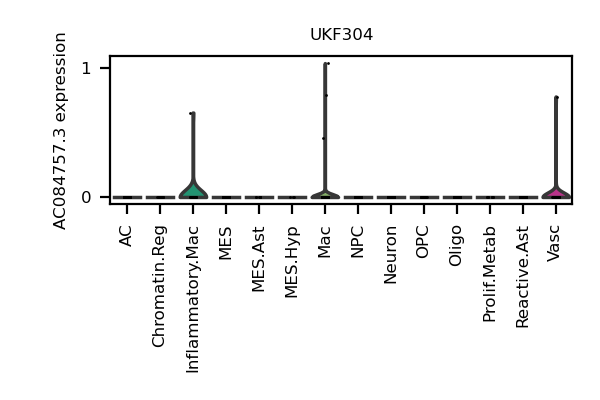 UKF304
AC084757.3 expression
1
0
AC
Chromatin.Reg
Inflammatory.Mac
MES
MES.Ast
MES.Hyp
Mac
NPC
Neuron
OPC
Oligo
Prolif.Metab
Reactive.Ast
Vasc